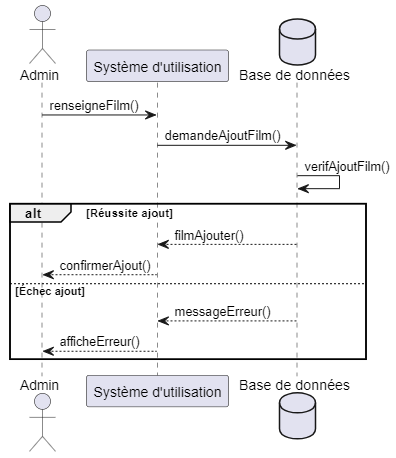 Admin
Système d'utilisation
Base de données
renseigneFilm()
demandeAjoutFilm()
verifAjoutFilm()
alt [Réussite ajout]
filmAjouter()
confirmerAjout()
[Échec ajout]
messageErreur()
afficheErreur()
Admin
Système d'utilisation
Base de données